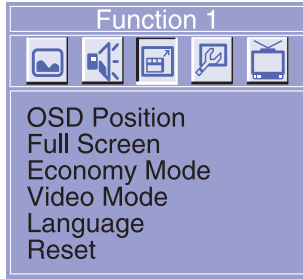 Function 1
OSD Position
Full Screen
Economy Mode
Video Mode
Language
Reset